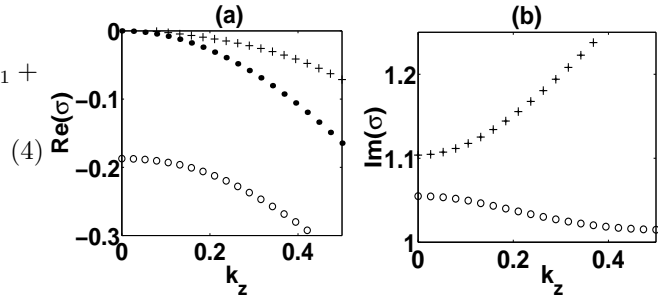 (a) (b)
0
-0.1
-0.2
-0.3
Re(σ)
0 0.2 0.4
k_z
1.2
1.1
1
Im(σ)
0 0.2 0.4
k_z
1 +
(4)